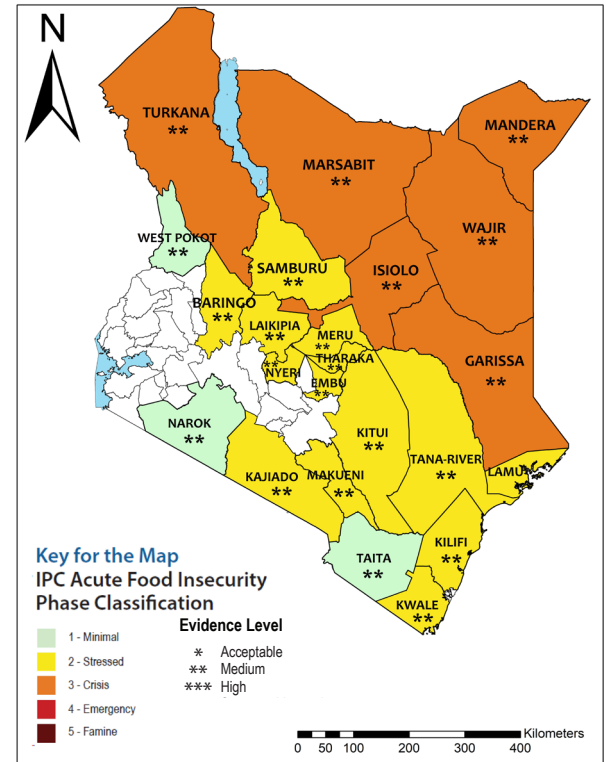 N
TURKANA
**
MANDERA
**
MARSABIT
**
WAJIR
**
WEST POKOT
**
SAMBURU
**
ISIOLO
**
BARINGO
**
LAIKIPIA
**
MERU
**
THARAKA
**
GARISSA
**
**
NYERI
EMBU
**
NAROK
**
KITUI
**
TANA-RIVER
**
LAMU
**
KAJIADO
**
MAKUENI
**
TAITA
**
KILIFI
**
KWALE
**
Key for the Map
IPC Acute Food Insecurity
Phase Classification
1 - Minimal
2 - Stressed
3 - Crisis
4 - Emergency
5 - Famine
Evidence Level
* Acceptable
** Medium
*** High
Kilometers
0 50 100 200 300 400